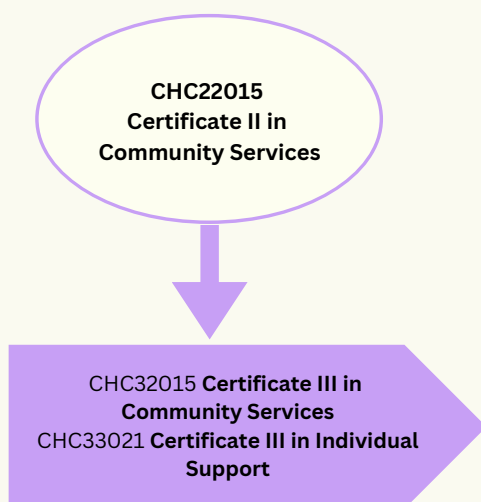 CHC22015
Certificate II in
Community Services
CHC32015 Certificate III in
Community Services
CHC33021 Certificate III in Individual
Support